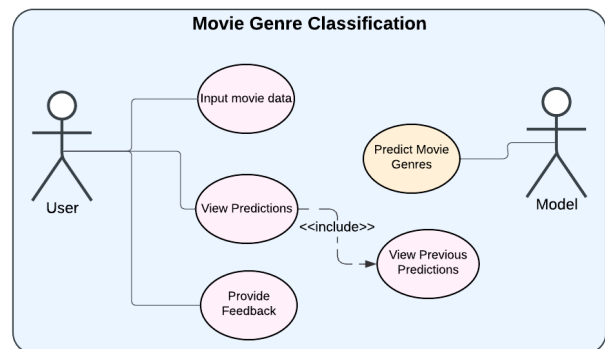 Movie Genre Classification
Input movie data
Predict Movie
Genres
User
Model
View Predictions
<<include>>
View Previous
Predictions
Provide
Feedback